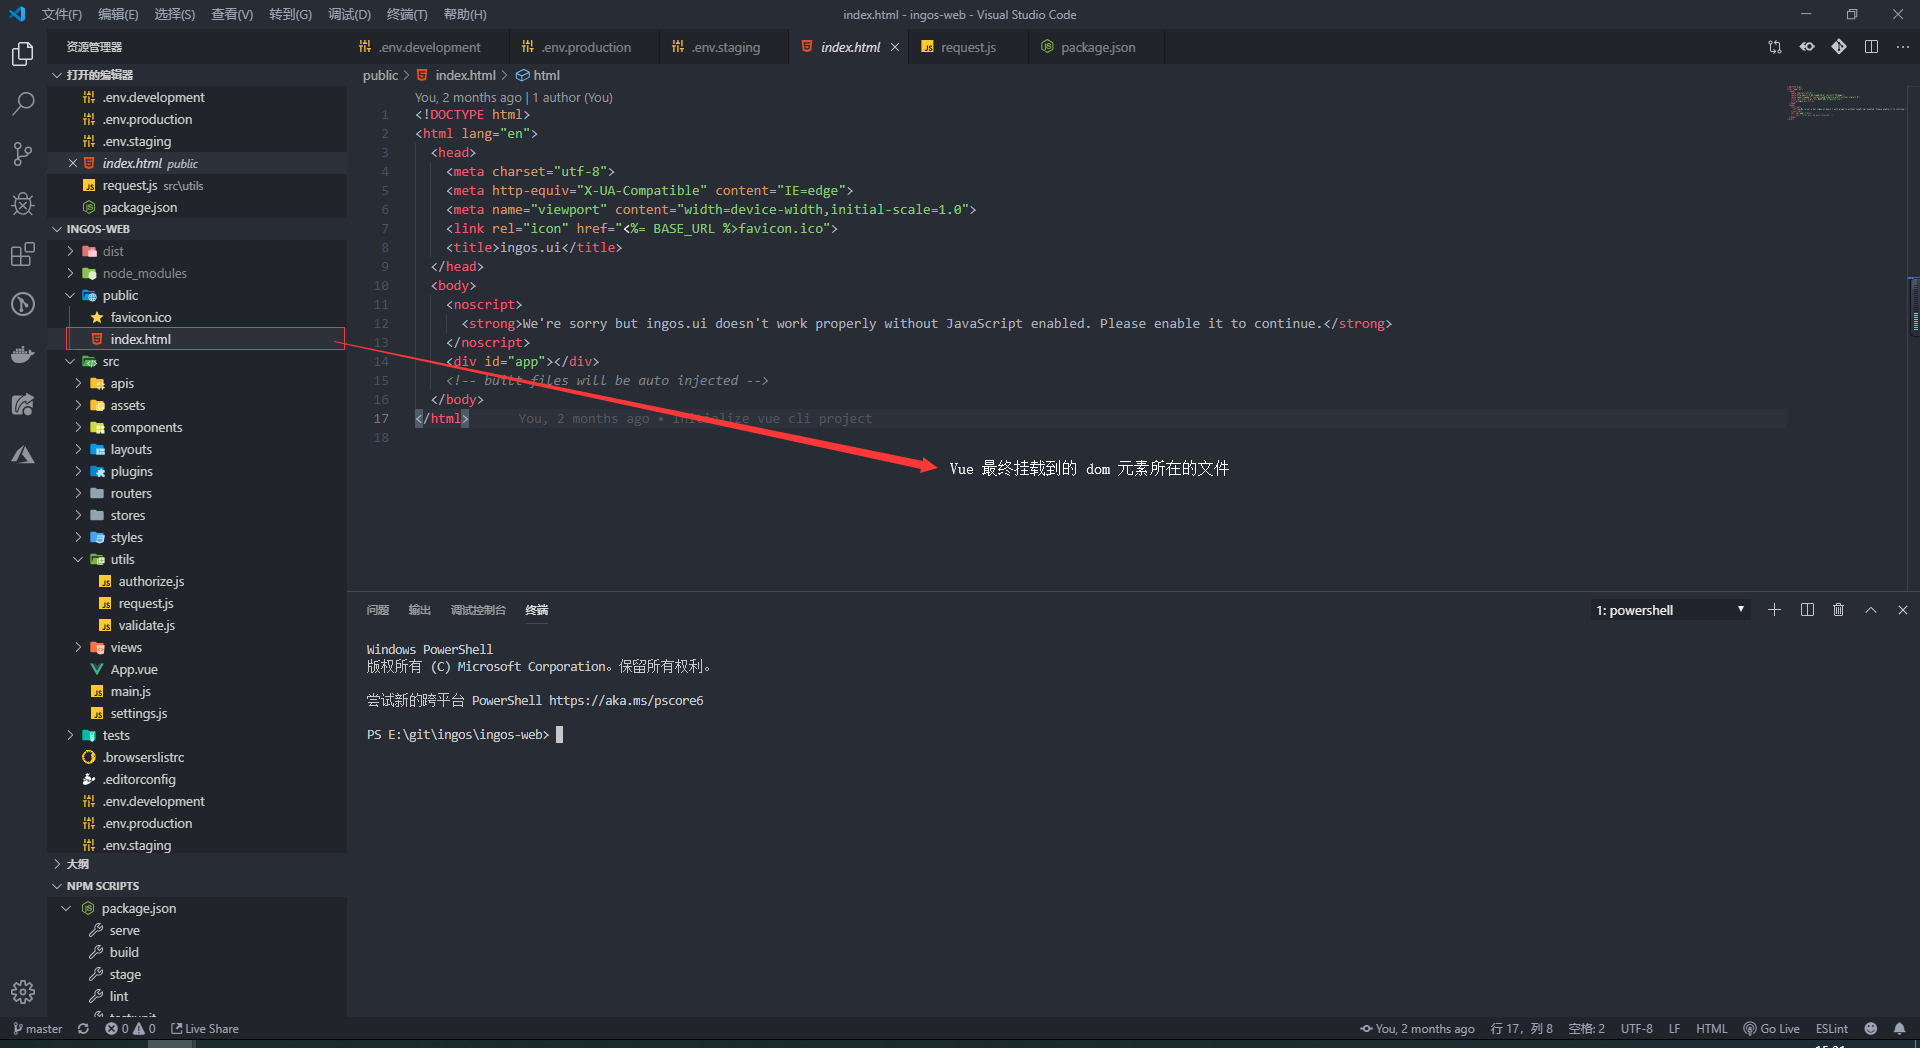 文件(F) 编辑(E) 选择(S) 查看(V) 转到(G) 调试(D) 终端(T) 帮助(H)
index.html - ingos-web - Visual Studio Code
资源管理器
打开的编辑器
.env.development
.env.production
.env.staging
index.html public
request.js src\utils
package.json
INGOS-WEB
dist
node_modules
public
favicon.ico
index.html
src
apis
assets
components
layouts
plugins
routers
stores
styles
utils
authorize.js
request.js
validate.js
views
App.vue
main.js
settings.js
tests
.browserslistrc
.editorconfig
.env.development
.env.production
.env.staging
大纲
NPM SCRIPTS
package.json
serve
build
stage
lint
.env.development .env.production .env.staging index.html request.js package.json
public > index.html > html
You, 2 months ago | 1 author (You)
1 <!DOCTYPE html>
2 <html lang="en">
3 <head>
4 <meta charset="utf-8">
5 <meta http-equiv="X-UA-Compatible" content="IE=edge">
6 <meta name="viewport" content="width=device-width,initial-scale=1.0">
7 <link rel="icon" href="<%= BASE_URL %>favicon.ico">
8 <title>ingos.ui</title>
9 </head>
10 <body>
11 <noscript>
12 <strong>We're sorry but ingos.ui doesn't work properly without JavaScript enabled. Please enable it to continue.</strong>
13 </noscript>
14 <div id="app"></div>
15 <!-- built files will be auto injected -->
16 </body>
17 </html> You, 2 months ago • initialize vue cli project
18
Vue 最终挂载到的 dom 元素所在的文件
问题 输出 调试控制台 终端
1: powershell
Windows PowerShell
版权所有 (C) Microsoft Corporation。保留所有权利。
尝试新的跨平台 PowerShell https://aka.ms/pscore6
PS E:\git\ingos\ingos-web>
master 0 0 Live Share
You, 2 months ago 行 17，列 8 空格: 2 UTF-8 LF HTML Go Live ESLint